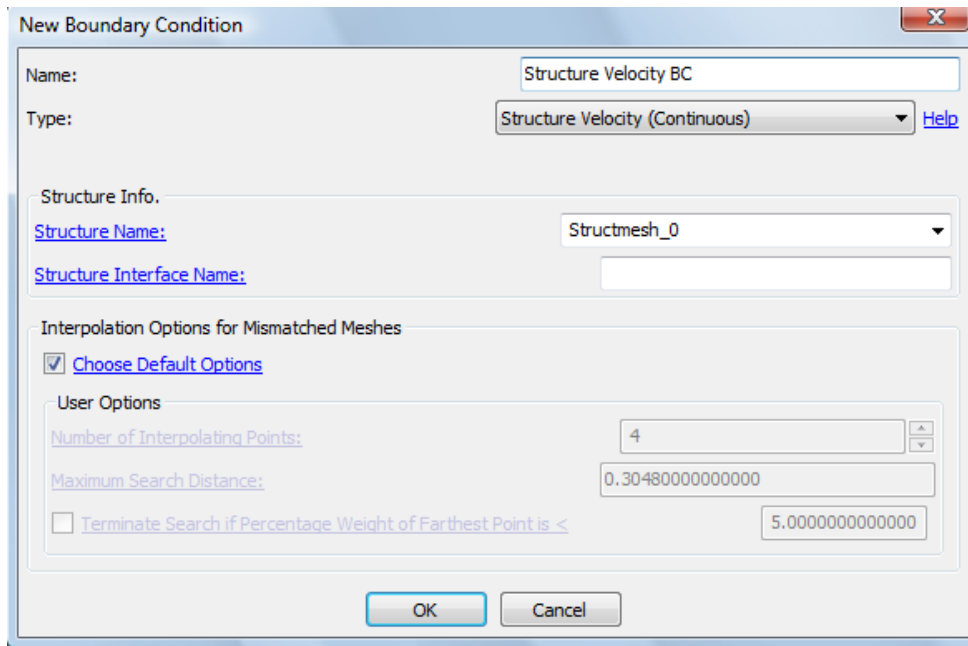 New Boundary Condition
Name: Structure Velocity BC
Type: Structure Velocity (Continuous) Help
Structure Info.
Structure Name: Structmesh_0
Structure Interface Name:
Interpolation Options for Mismatched Meshes
Choose Default Options
User Options
Number of Interpolating Points: 4
Maximum Search Distance: 0.30480000000000
Terminate Search if Percentage Weight of Farthest Point is < 5.0000000000000
OK Cancel